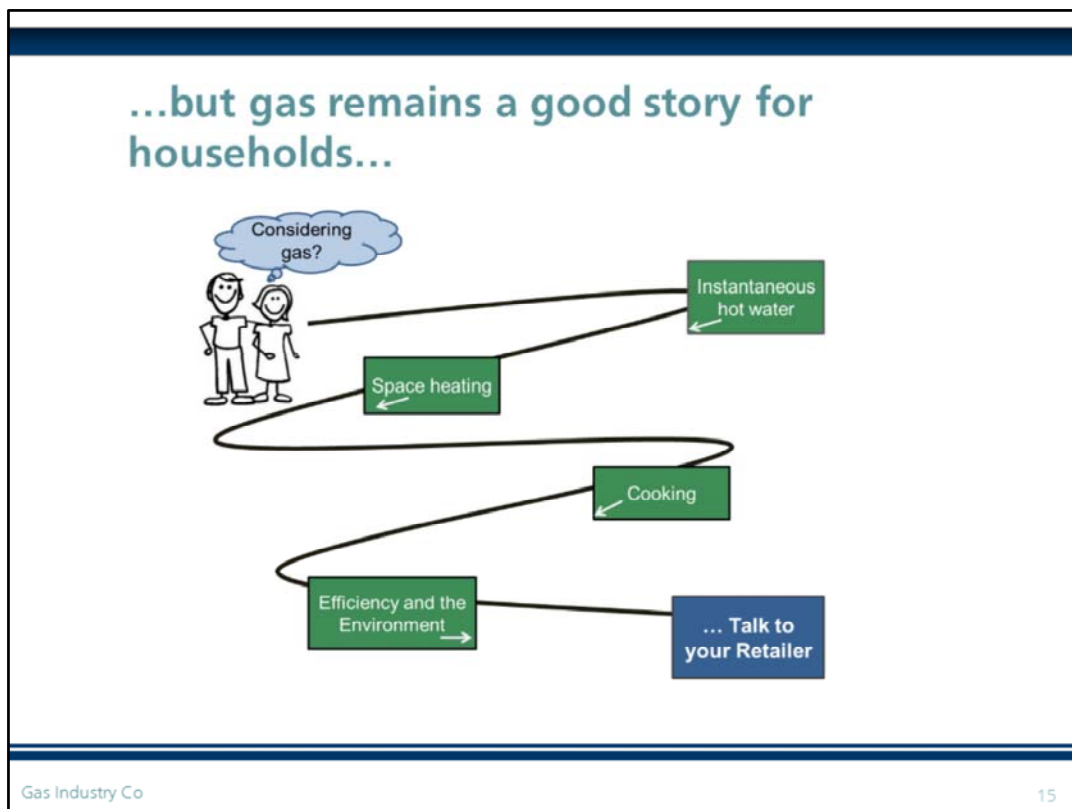 …but gas remains a good story for
households…
Considering
gas?
Instantaneous
hot water
Space heating
Cooking
Efficiency and the
Environment
… Talk to
your Retailer
Gas Industry Co
15